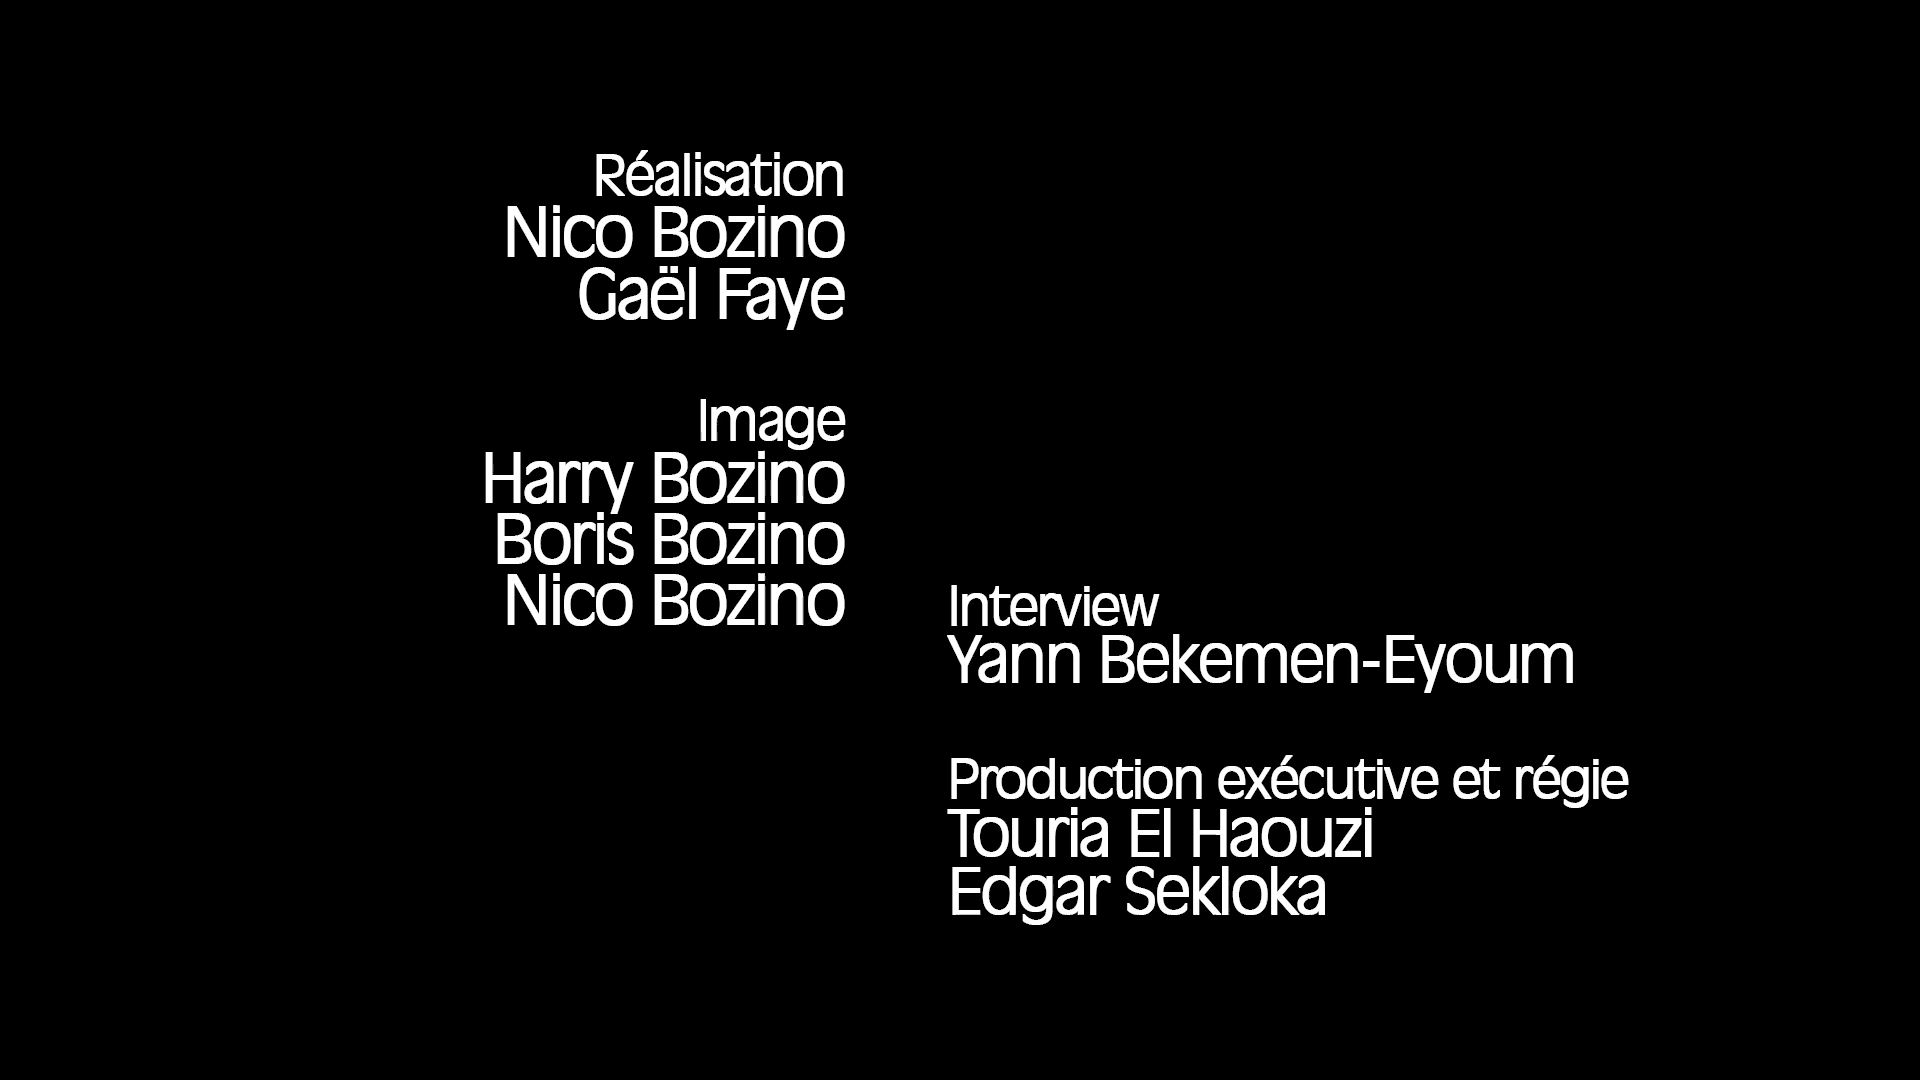 Réalisation
Nico Bozino
Gaël Faye
Image
Harry Bozino
Boris Bozino
Nico Bozino
Interview
Yann Bekemen-Eyoum
Production exécutive et régie
Touria El Haouzi
Edgar Sekloka